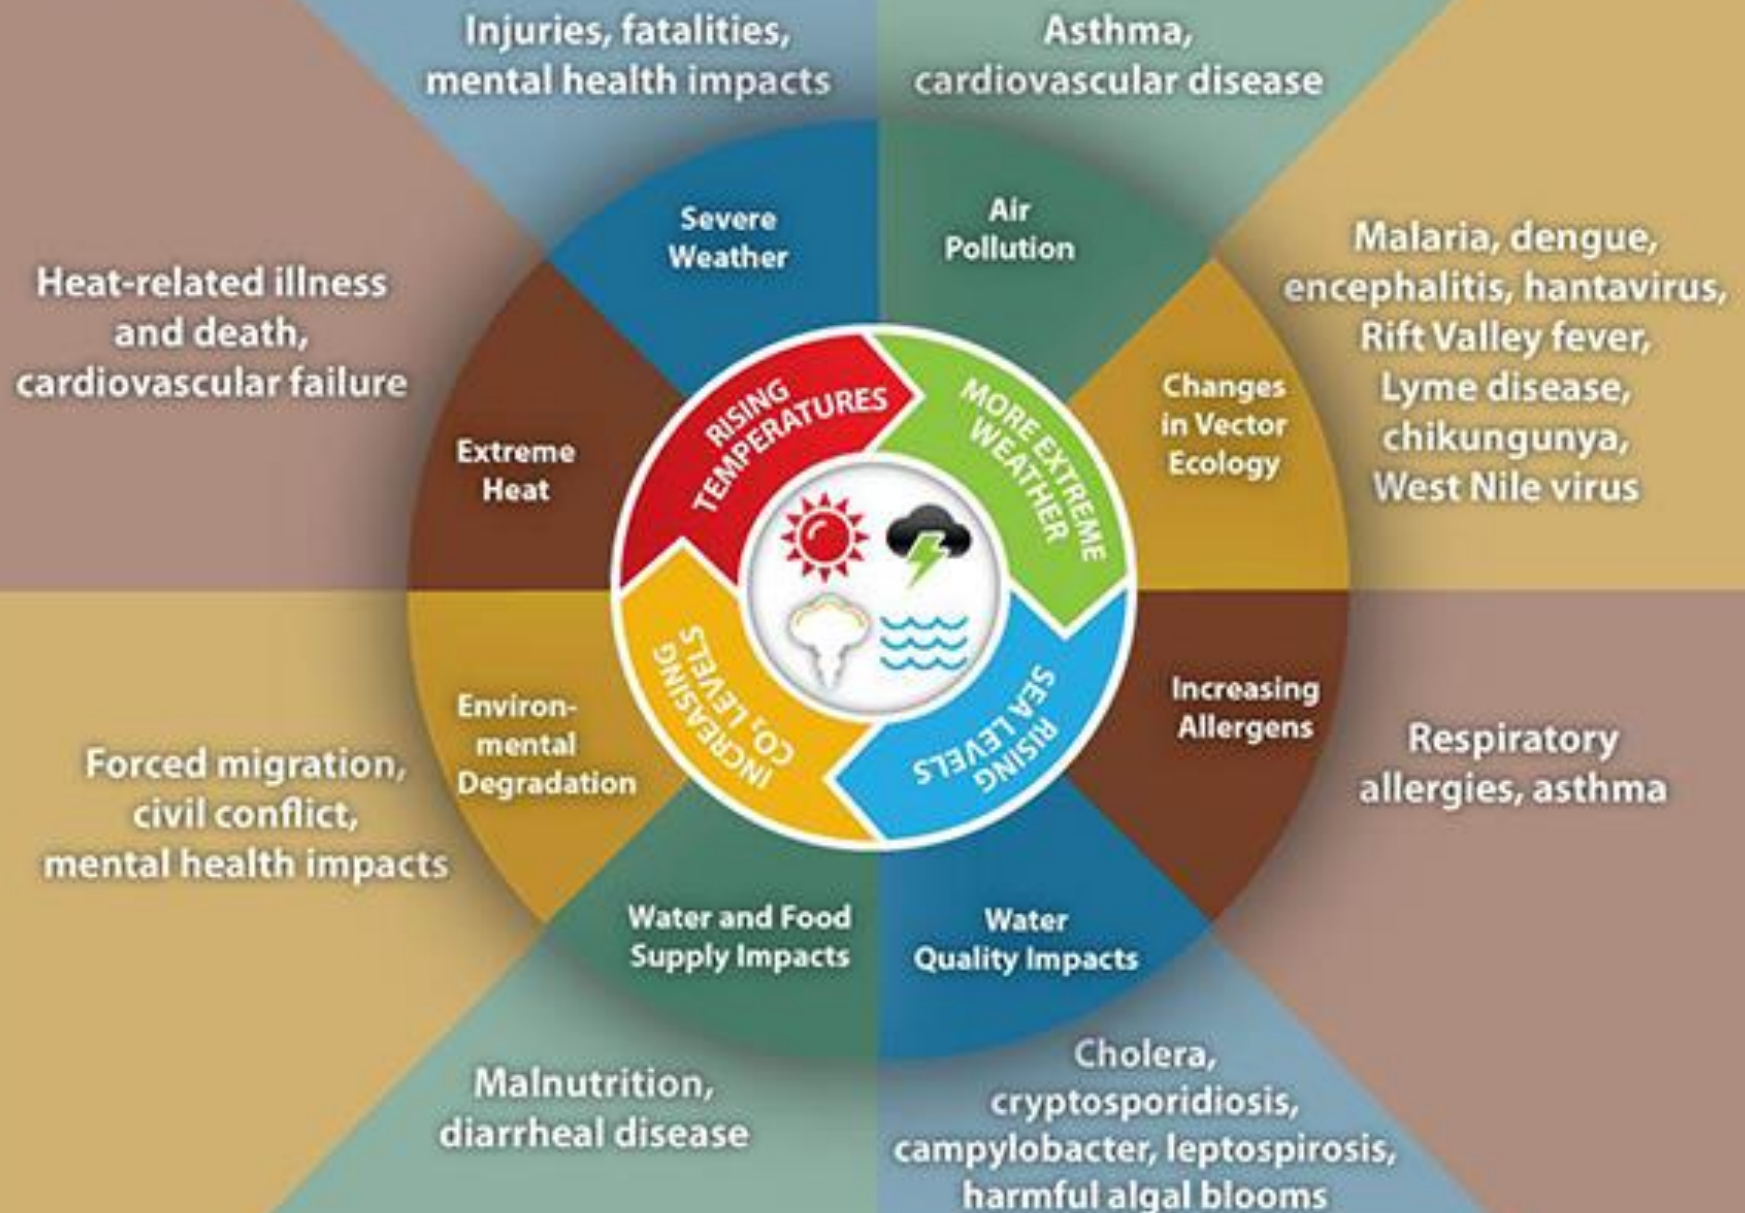 Injuries, fatalities,
mental health impacts
Asthma,
cardiovascular disease
Severe
Weather
Air
Pollution
Malaria, dengue,
encephalitis, hantavirus,
Rift Valley fever,
Lyme disease,
chikungunya,
West Nile virus
Heat-related illness
and death,
cardiovascular failure
Changes
in Vector
Ecology
Extreme
Heat
RISING
TEMPERATURES
MORE EXTREME
WEATHER
INCREASING
CO₂ LEVELS
RISING
SEA LEVELS
Environ-
mental
Degradation
Increasing
Allergens
Forced migration,
civil conflict,
mental health impacts
Respiratory
allergies, asthma
Water and Food
Supply Impacts
Water
Quality Impacts
Malnutrition,
diarrheal disease
Cholera,
cryptosporidiosis,
campylobacter, leptospirosis,
harmful algal blooms